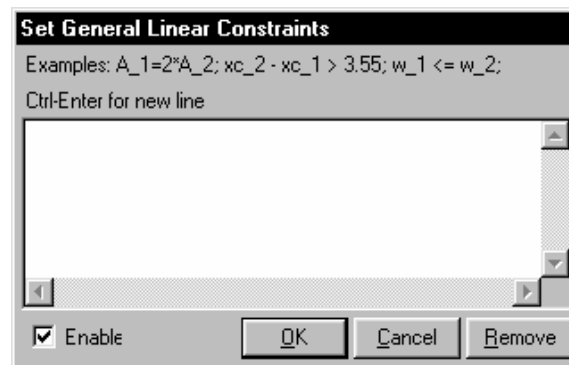 Set General Linear Constraints
Examples: A_1=2*A_2; xc_2 - xc_1 > 3.55; w_1 <= w_2;
Ctrl-Enter for new line
Enable OK Cancel Remove